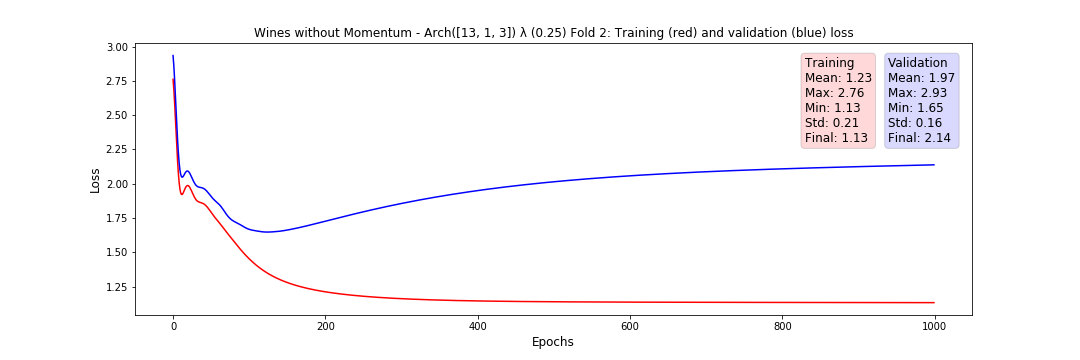 Wines without Momentum - Arch([13, 1, 3]) λ (0.25) Fold 2: Training (red) and validation (blue) loss
3.00
2.75
2.50
2.25
2.00
1.75
1.50
1.25
Loss
Training
Mean: 1.23
Max: 2.76
Min: 1.13
Std: 0.21
Final: 1.13
Validation
Mean: 1.97
Max: 2.93
Min: 1.65
Std: 0.16
Final: 2.14
0
200
400
600
800
1000
Epochs